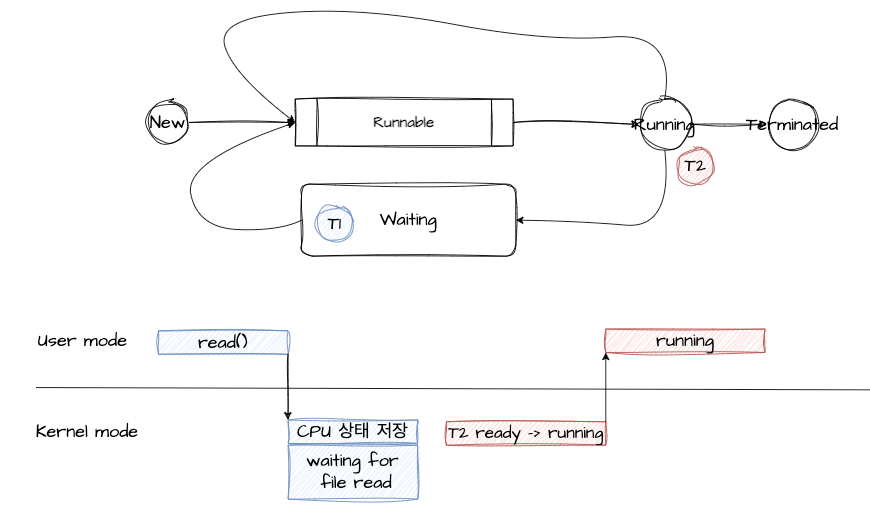 New
Runnable
Running
Terminated
T2
T1
Waiting
User mode
read()
running
Kernel mode
CPU 상태 저장
T2 ready -> running
waiting for
file read